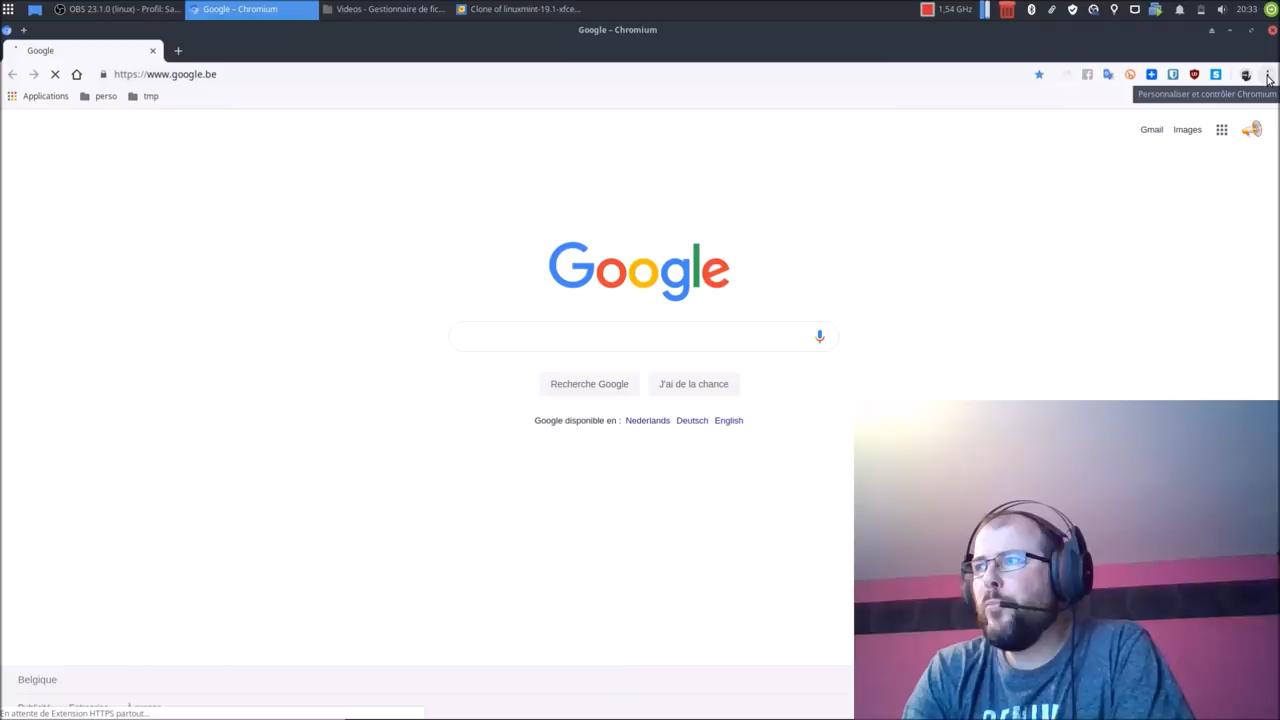 OBS 23.1.0 (linux) - Profil: Sa...
Google – Chromium
Videos - Gestionnaire de fic...
Clone of linuxmint-19.1-xfce...
1,54 GHz
20:33
Google – Chromium
Google
https://www.google.be
Applications
perso
tmp
Personnaliser et contrôler Chromium
Gmail
Images
Google
Recherche Google
J'ai de la chance
Google disponible en : Nederlands Deutsch English
Belgique
Publicité Entreprise À propos
En attente de Extension HTTPS partout...